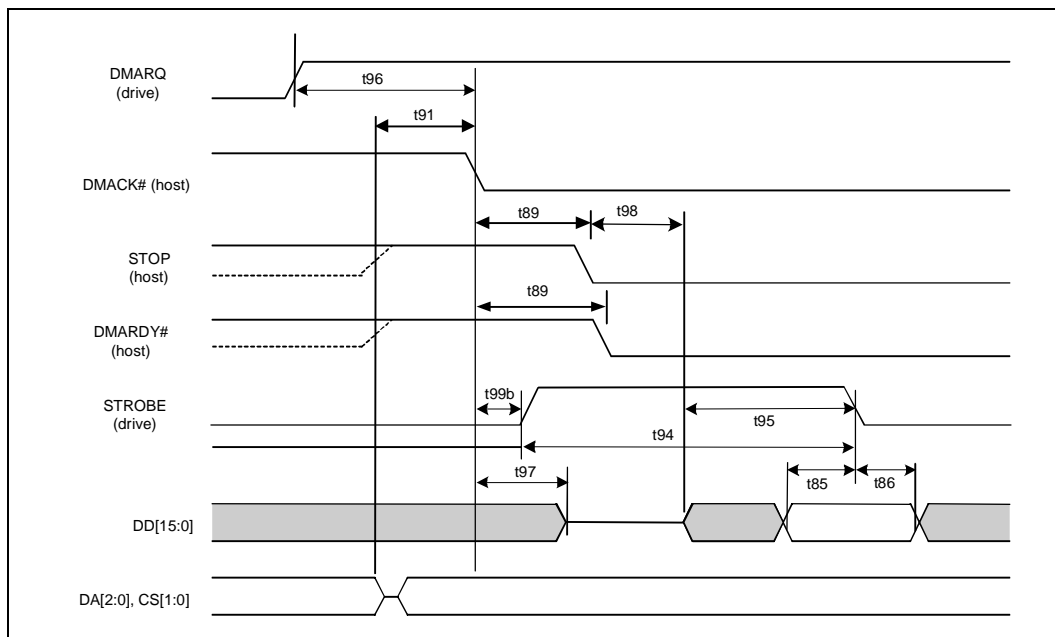 DMARQ
(drive)
t96
t91
DMACK# (host)
t89
t98
STOP
(host)
t89
DMARDY#
(host)
t99b
STROBE
(drive)
t95
t94
t97
t85
t86
DD[15:0]
DA[2:0], CS[1:0]